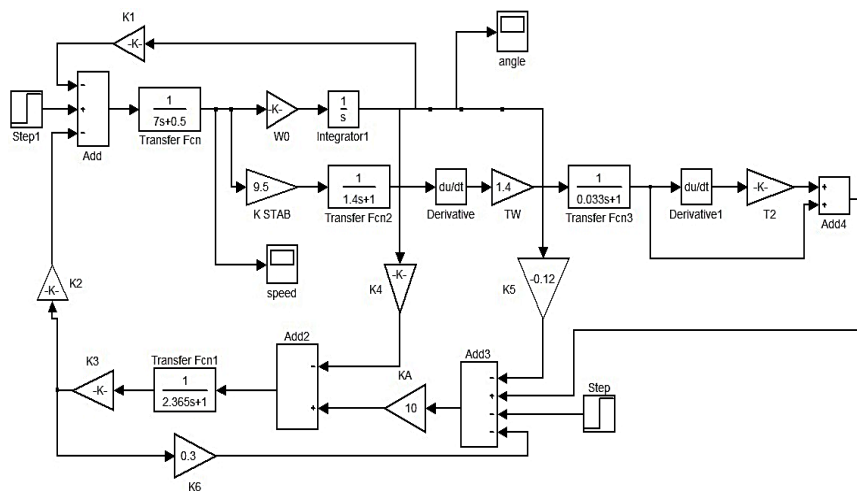 K1
-K-
angle
Step1
-
+
-
Add
1
7s+0.5
Transfer Fcn
-K-
W0
1
s
Integrator1
9.5
K STAB
1
1.4s+1
Transfer Fcn2
du/dt
Derivative
1.4
TW
1
0.033s+1
Transfer Fcn3
du/dt
Derivative1
-K-
T2
+
+
Add4
speed
-K-
K2
-K-
K4
-0.12
K5
K3
-K-
Transfer Fcn1
1
2.365s+1
Add2
-
+
KA
10
Add3
-
+
-
-
Step
0.3
K6